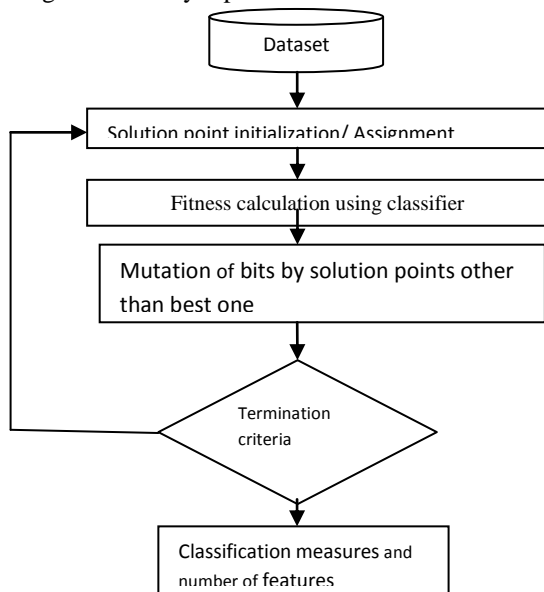 Dataset
Solution point initialization/ Assignment
Fitness calculation using classifier
Mutation of bits by solution points other
than best one
Termination
criteria
Classification measures and
number of features